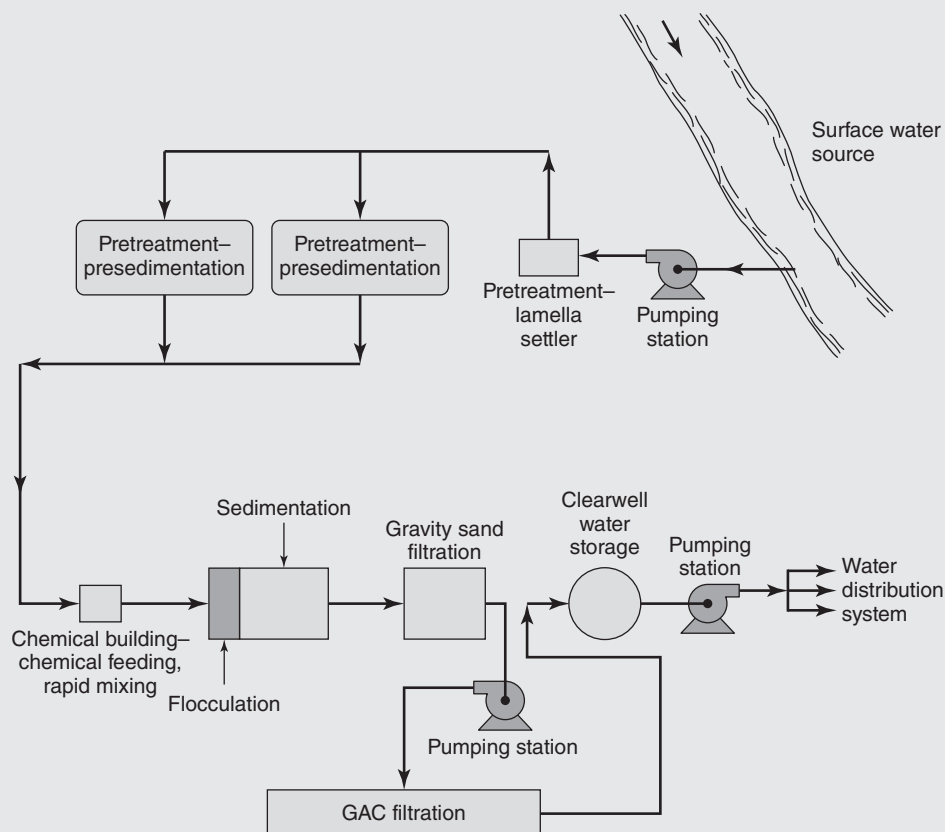 Surface water
source
Pretreatment–
presedimentation
Pretreatment–
presedimentation
Pretreatment–
lamella
settler
Pumping
station
Sedimentation
Gravity sand
filtration
Clearwell
water
storage
Pumping
station
Water
distribution
system
Chemical building–
chemical feeding,
rapid mixing
Flocculation
Pumping station
GAC filtration